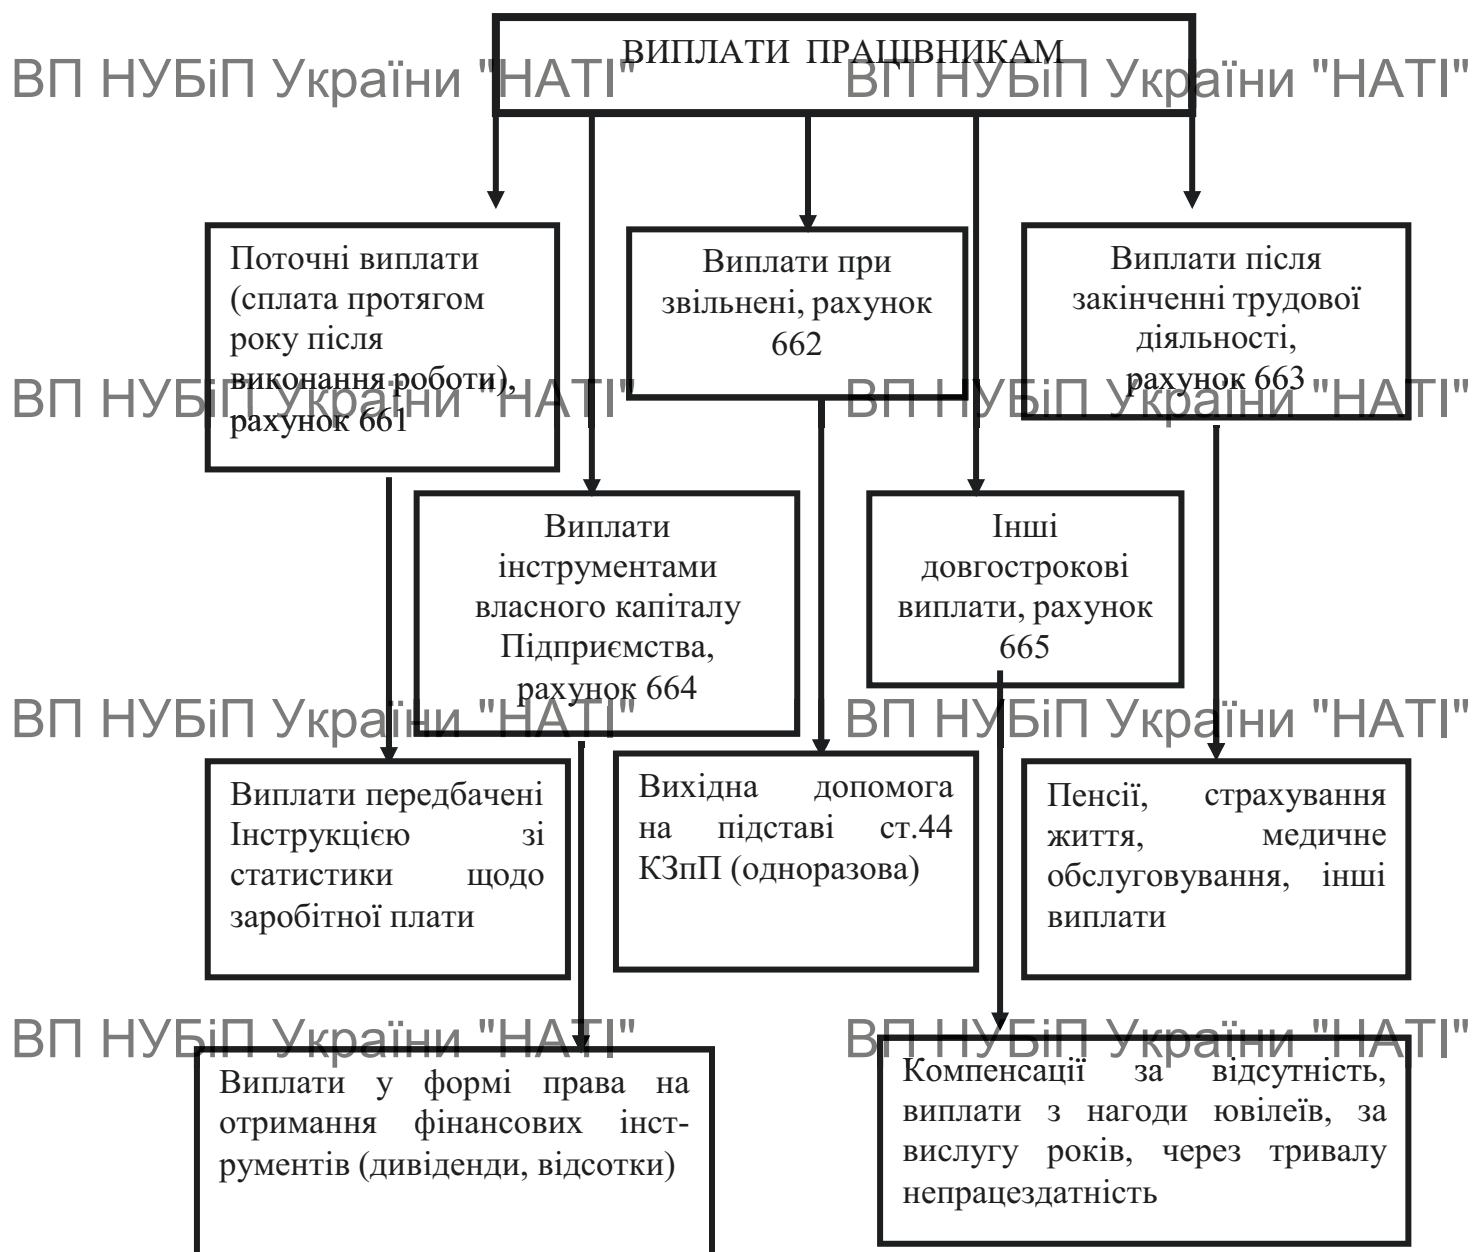 ВИПЛАТИ ПРАЦІВНИКАМ
ВП НУБіП України "НАТІ"
ВП НУБіП України "НАТІ"
Поточні виплати
(сплата протягом
року після
виконання роботи),
рахунок 661
Виплати при
звільнені, рахунок
662
Виплати після
закінченні трудової
діяльності,
рахунок 663
ВП НУБіП України "НАТІ"
ВП НУБіП України "НАТІ"
Виплати
інструментами
власного капіталу
Підприємства,
рахунок 664
Інші
довгострокові
виплати, рахунок
665
ВП НУБіП України "НАТІ"
ВП НУБіП України "НАТІ"
Виплати передбачені
Інструкцією зі
статистики щодо
заробітної плати
Вихідна допомога
на підставі ст.44
КЗпП (одноразова)
Пенсії, страхування
життя, медичне
обслуговування, інші
виплати
ВП НУБіП України "НАТІ"
ВП НУБіП України "НАТІ"
Виплати у формі права на
отримання фінансових інст-
рументів (дивіденди, відсотки)
Компенсації за відсутність,
виплати з нагоди ювілеїв, за
вислугу років, через тривалу
непрацездатність